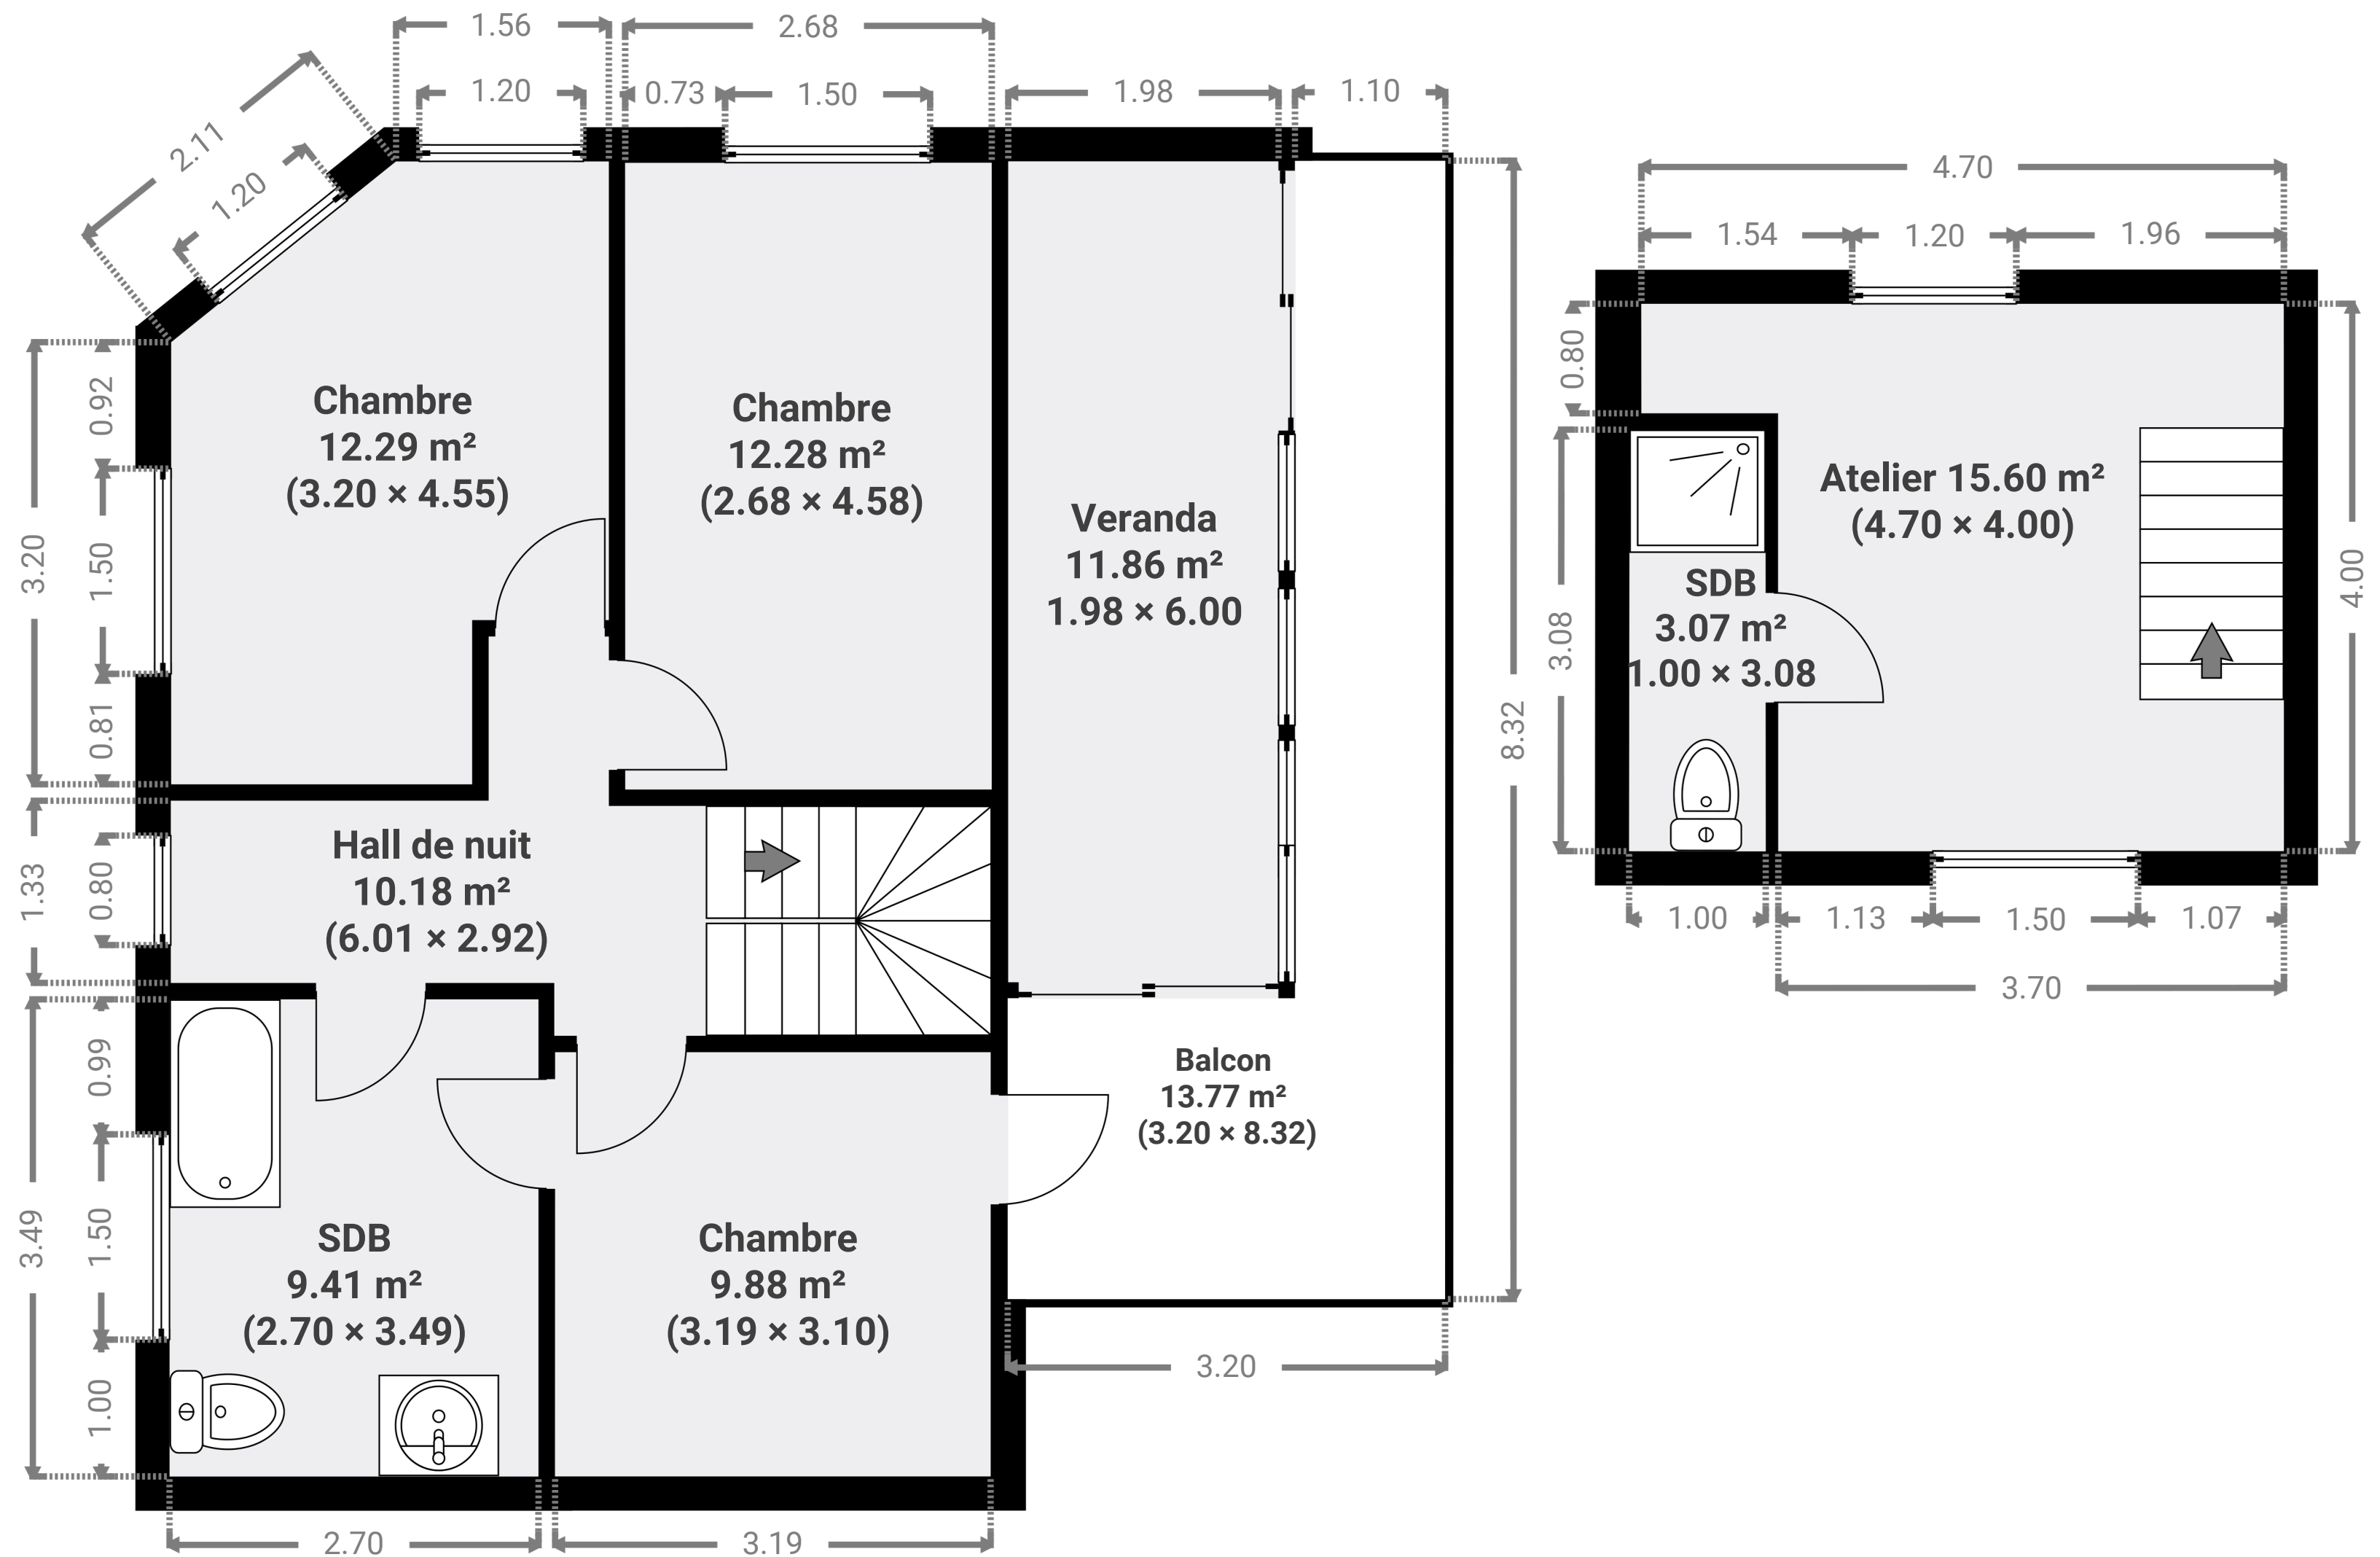 1.56
2.68
1.20
0.73
1.50
1.98
1.10
2.11
1.20
3.20
0.92
1.50
0.81
Chambre
12.29 m²
(3.20 × 4.55)
Chambre
12.28 m²
(2.68 × 4.58)
Veranda
11.86 m²
1.98 × 6.00
8.32
1.33
0.80
Hall de nuit
10.18 m²
(6.01 × 2.92)
3.49
0.99
1.50
1.00
SDB
9.41 m²
(2.70 × 3.49)
Chambre
9.88 m²
(3.19 × 3.10)
Balcon
13.77 m²
(3.20 × 8.32)
3.20
2.70
3.19
4.70
1.54
1.20
1.96
0.80
3.08
4.00
Atelier 15.60 m²
(4.70 × 4.00)
SDB
3.07 m²
1.00 × 3.08
1.00
1.13
1.50
1.07
3.70